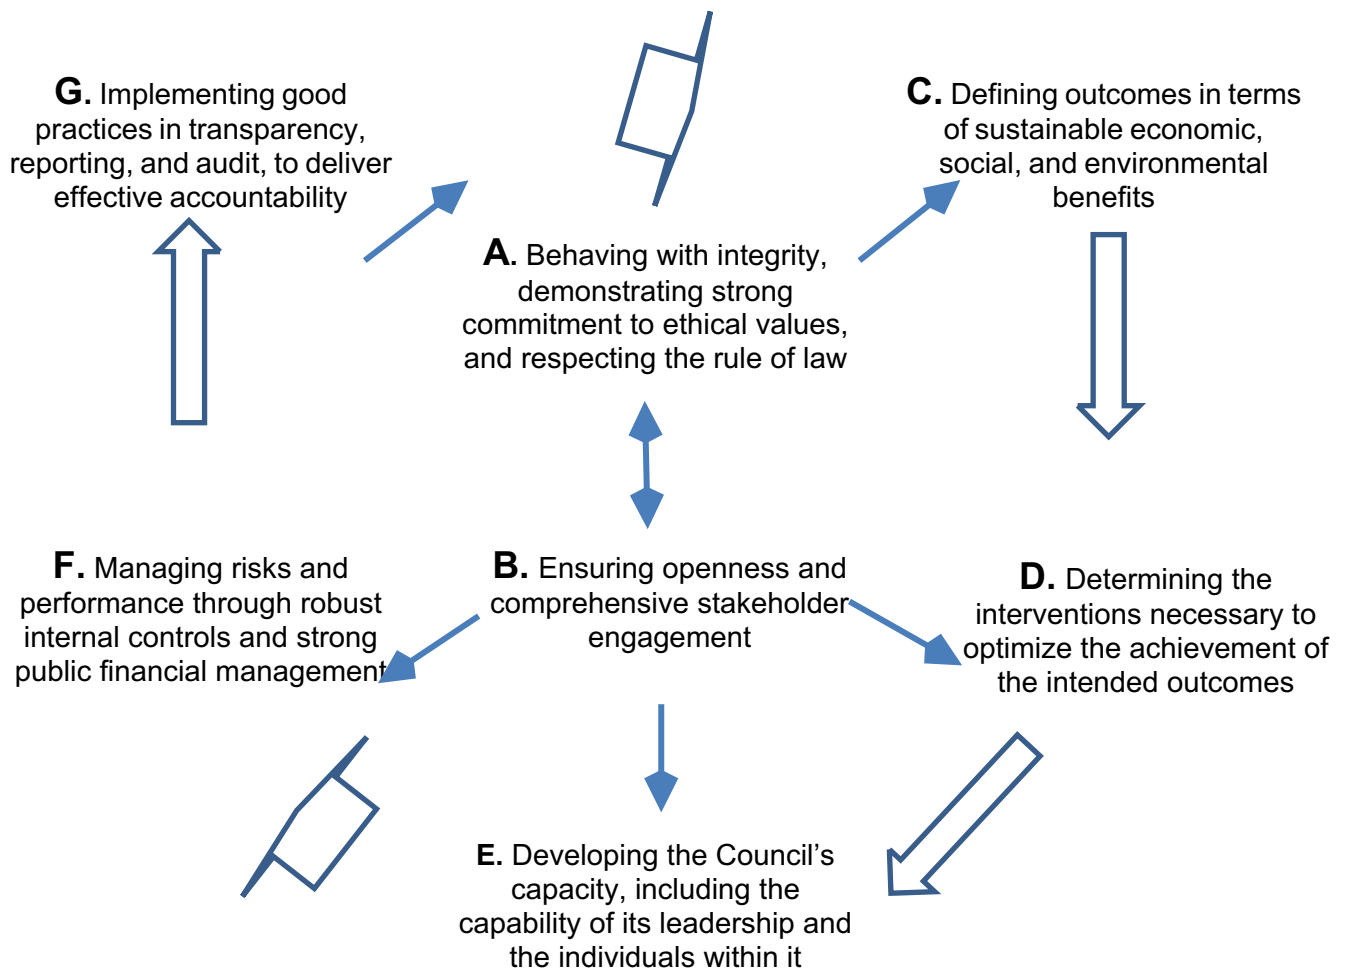 G. Implementing good
practices in transparency,
reporting, and audit, to deliver
effective accountability
C. Defining outcomes in terms
of sustainable economic,
social, and environmental
benefits
A. Behaving with integrity,
demonstrating strong
commitment to ethical values,
and respecting the rule of law
F. Managing risks and
performance through robust
internal controls and strong
public financial management
B. Ensuring openness and
comprehensive stakeholder
engagement
D. Determining the
interventions necessary to
optimize the achievement of
the intended outcomes
E. Developing the Council’s
capacity, including the
capability of its leadership and
the individuals within it